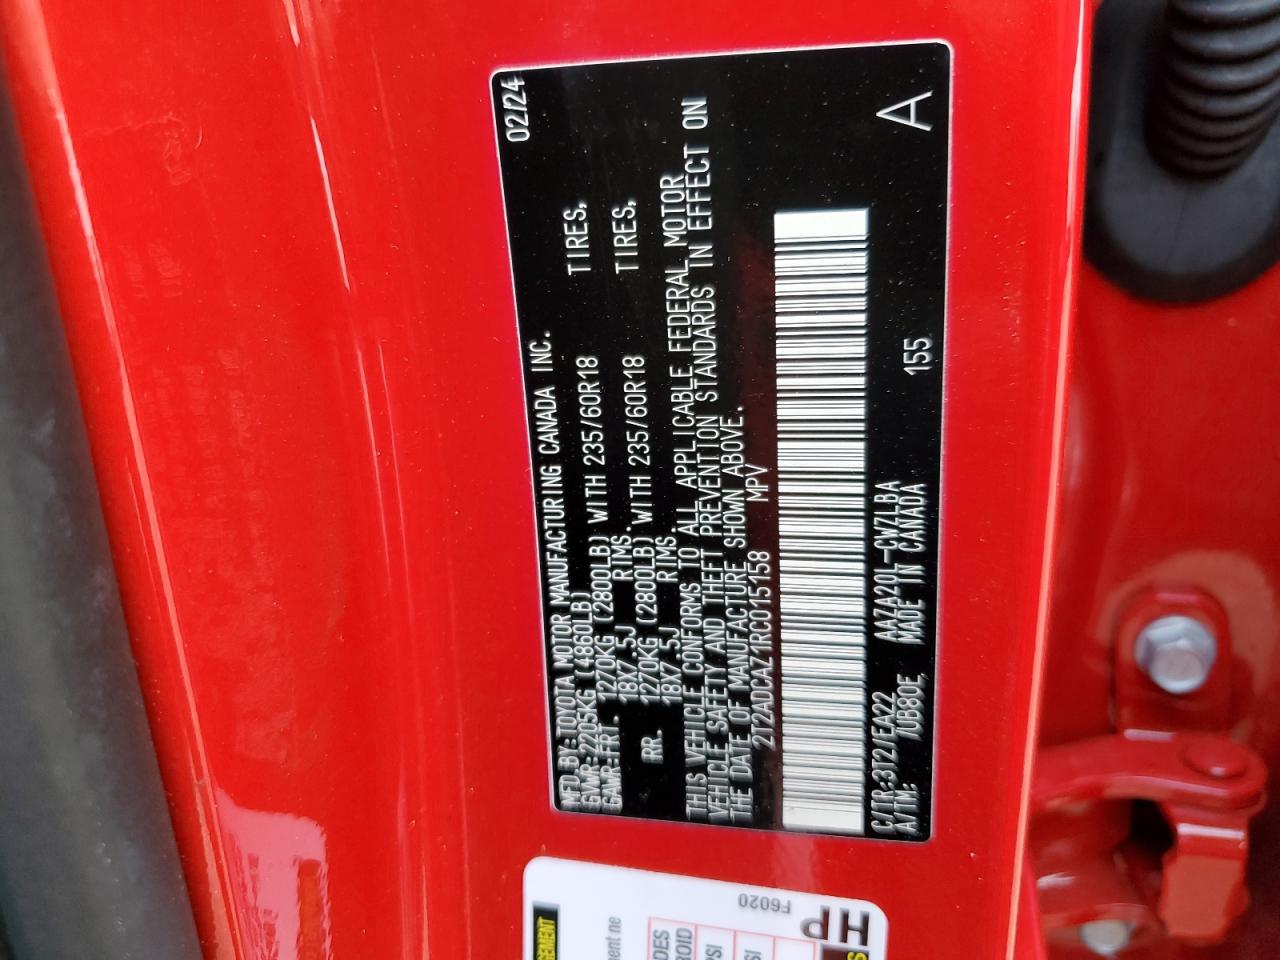 MFD.BY:TOYOTA MOTOR MANUFACTURING CANADA INC. 02/24
GVWR:2205KG (4860LB)
GAWR:FRT. 1270KG (2800LB) WITH 235/60R18 TIRES,
18X7.5J RIMS.
RR. 1270KG (2800LB) WITH 235/60R18 TIRES,
18X7.5J RIMS.
THIS VEHICLE CONFORMS TO ALL APPLICABLE FEDERAL MOTOR
VEHICLE SAFETY AND THEFT PREVENTION STANDARDS IN EFFECT ON
THE DATE OF MANUFACTURE SHOWN ABOVE.
2T2ADCAZ1RC015158 MPV
C/TR:3T2/EA22 AAZA20L-CWZLBA
A/TM: /UB80E, MADE IN CANADA 155 A
HP
F6020